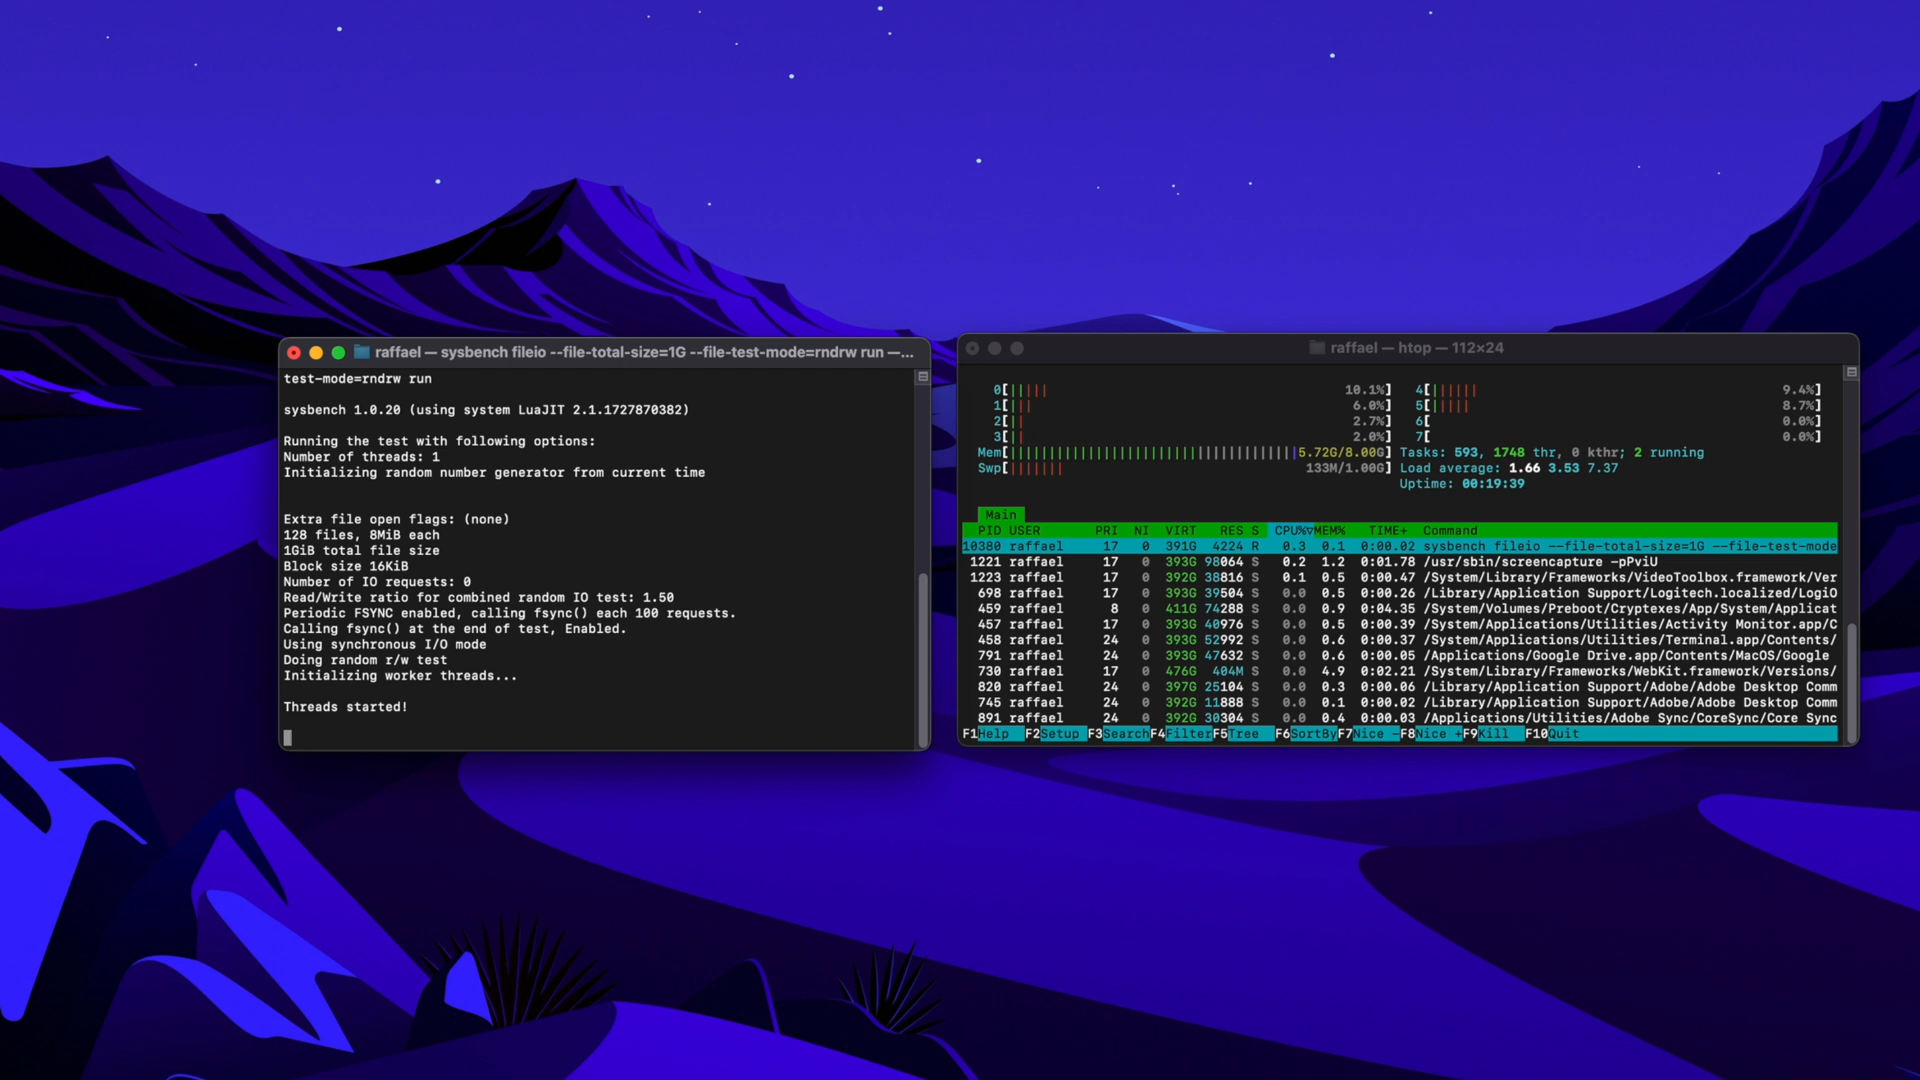 raffael — sysbench fileio --file-total-size=1G --file-test-mode=rndrw run —...
test-mode=rndrw run
sysbench 1.0.20 (using system LuaJIT 2.1.1727870382)
Running the test with following options:
Number of threads: 1
Initializing random number generator from current time
Extra file open flags: (none)
128 files, 8MiB each
1GiB total file size
Block size 16KiB
Number of IO requests: 0
Read/Write ratio for combined random IO test: 1.50
Periodic FSYNC enabled, calling fsync() each 100 requests.
Calling fsync() at the end of test, Enabled.
Using synchronous I/O mode
Doing random r/w test
Initializing worker threads...
Threads started!
raffael — htop — 112×24
0[||||| 10.1%] 4[|||||| 9.4%]
1[||| 6.0%] 5[||||| 8.7%]
2[|| 2.7%] 6[ 0.0%]
3[|| 2.0%] 7[ 0.0%]
Mem[|||||||||||||||||||||||||||||||||||||5.72G/8.00G] Tasks: 593, 1748 thr, 0 kthr; 2 running
Swp[||||||| 133M/1.00G] Load average: 1.66 3.53 7.37
Uptime: 00:19:39
Main
PID USER PRI NI VIRT RES S CPU%▽MEM% TIME+ Command
10380 raffael 17 0 391G 4224 R 0.3 0.1 0:00.02 sysbench fileio --file-total-size=1G --file-test-mode
1221 raffael 17 0 393G 98064 S 0.2 1.2 0:01.78 /usr/sbin/screencapture -pPviU
1223 raffael 17 0 392G 38816 S 0.1 0.5 0:00.47 /System/Library/Frameworks/VideoToolbox.framework/Ver
698 raffael 17 0 393G 39504 S 0.0 0.5 0:00.26 /Library/Application Support/Logitech.localized/LogiO
459 raffael 8 0 411G 74288 S 0.0 0.9 0:04.35 /System/Volumes/Preboot/Cryptexes/App/System/Applicat
457 raffael 17 0 393G 40976 S 0.0 0.5 0:00.39 /System/Applications/Utilities/Activity Monitor.app/C
458 raffael 24 0 393G 52992 S 0.0 0.6 0:00.37 /System/Applications/Utilities/Terminal.app/Contents/
791 raffael 24 0 393G 47632 S 0.0 0.6 0:00.05 /Applications/Google Drive.app/Contents/MacOS/Google
730 raffael 17 0 476G 404M S 0.0 4.9 0:02.21 /System/Library/Frameworks/WebKit.framework/Versions/
820 raffael 24 0 397G 25104 S 0.0 0.3 0:00.06 /Library/Application Support/Adobe/Adobe Desktop Comm
745 raffael 24 0 392G 11888 S 0.0 0.1 0:00.02 /Library/Application Support/Adobe/Adobe Desktop Comm
891 raffael 24 0 392G 30304 S 0.0 0.4 0:00.03 /Applications/Utilities/Adobe Sync/CoreSync/Core Sync
F1Help F2Setup F3SearchF4FilterF5Tree F6SortByF7Nice -F8Nice +F9Kill F10Quit